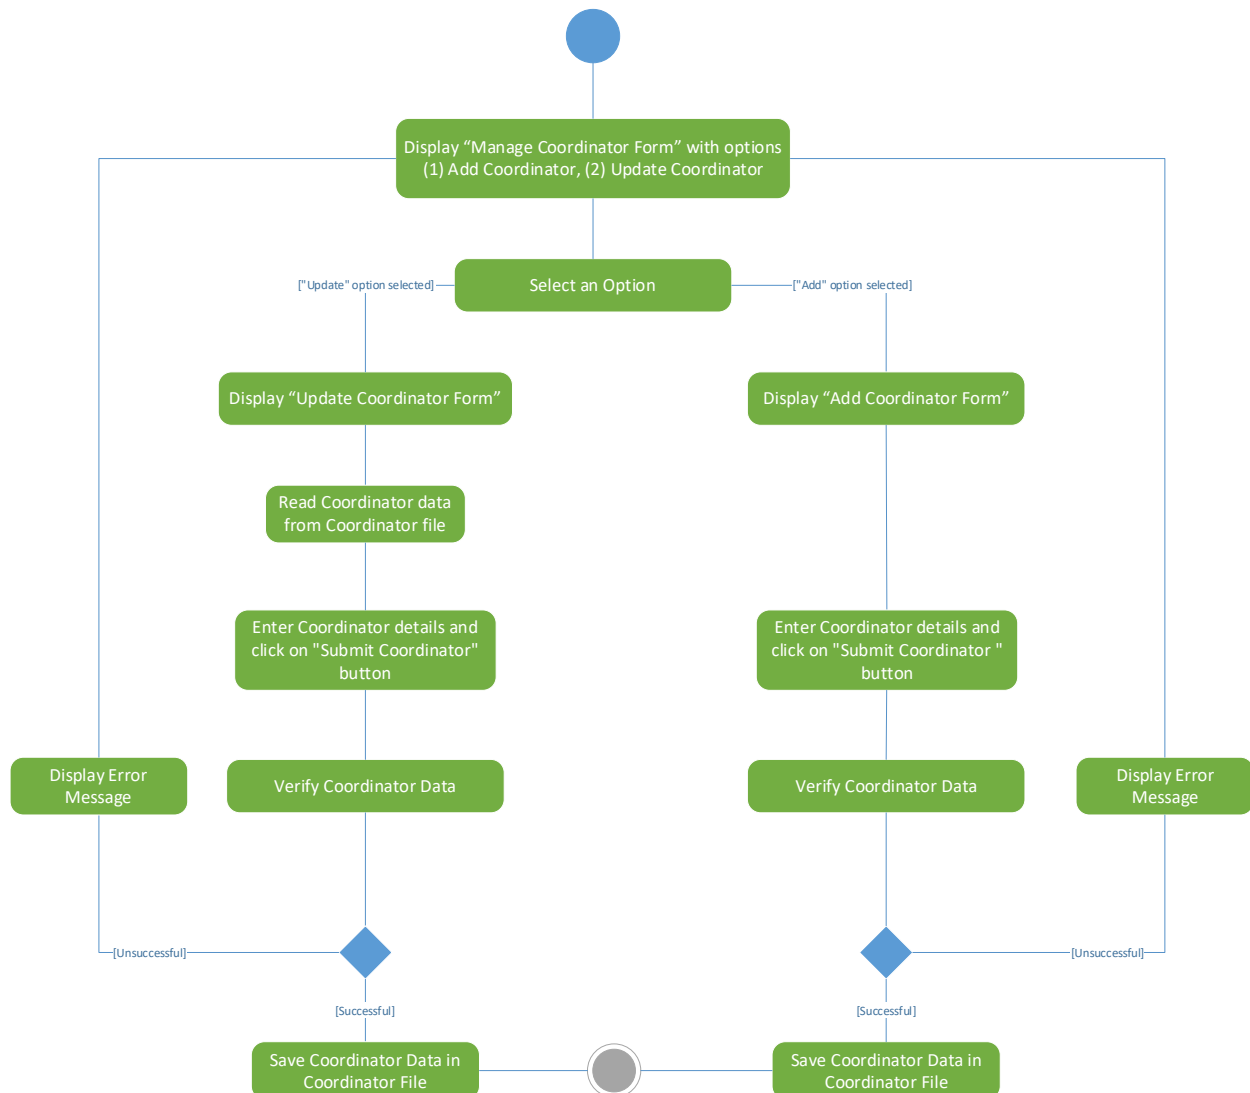 Display “Manage Coordinator Form” with options
(1) Add Coordinator, (2) Update Coordinator
["Update" option selected]
Select an Option
["Add" option selected]
Display “Update Coordinator Form”
Display “Add Coordinator Form”
Read Coordinator data
from Coordinator file
Enter Coordinator details and
click on "Submit Coordinator"
button
Enter Coordinator details and
click on "Submit Coordinator "
button
Display Error
Message
Verify Coordinator Data
Verify Coordinator Data
Display Error
Message
[Unsuccessful]
[Unsuccessful]
[Successful]
[Successful]
Save Coordinator Data in
Coordinator File
Save Coordinator Data in
Coordinator File